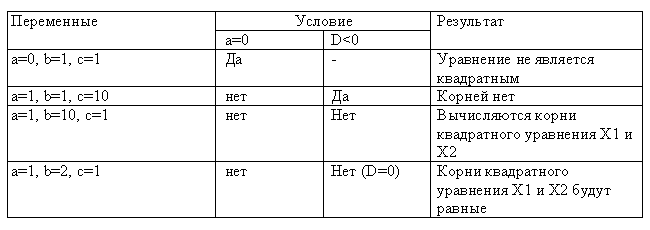 Переменные Условие Результат
a=0 D<0
a=0, b=1, c=1 Да - Уравнение не является
квадратным
a=1, b=1, c=10 нет Да Корней нет
a=1, b=10, c=1 нет Нет Вычисляются корни
квадратного уравнения X1 и
X2
a=1, b=2, c=1 нет Нет (D=0) Корни квадратного
уравнения X1 и X2 будут
равные